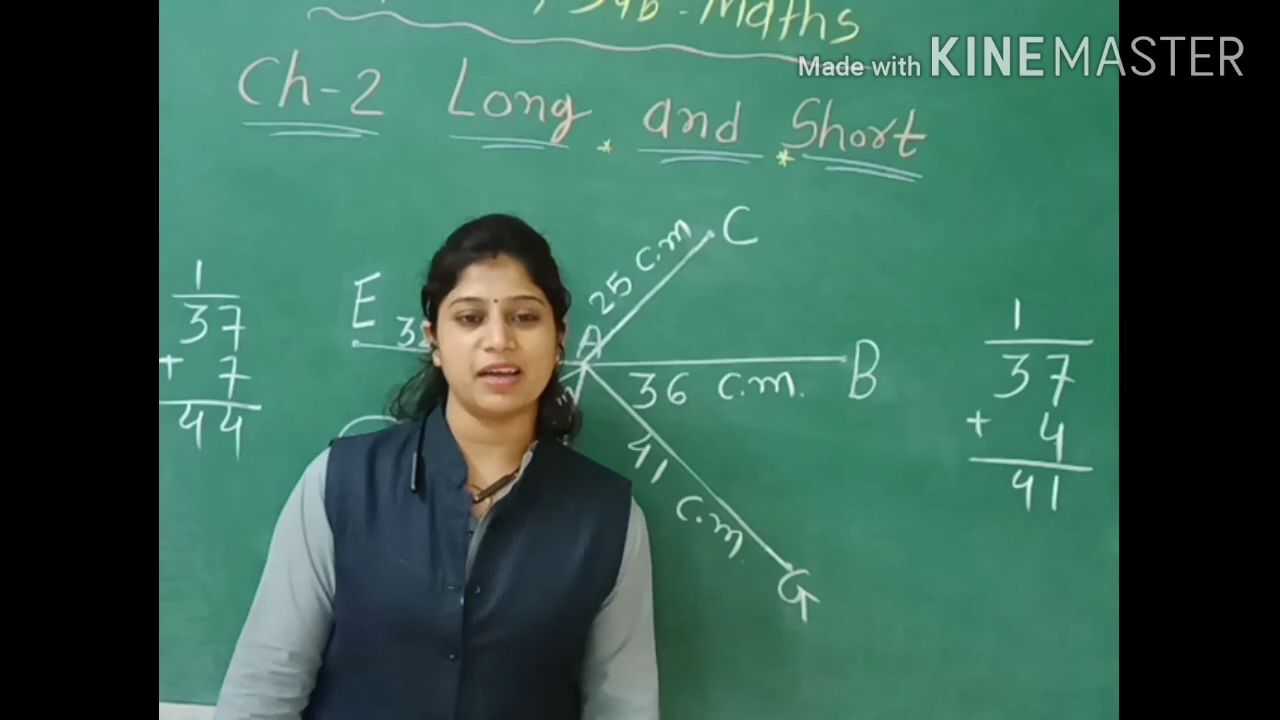 Sub-Maths
Made with KINEMASTER
Ch-2 Long and Short
C
25 c.m
E
A
36 c.m.
B
41 c.m
G
1
37
+ 7
44
1
37
+ 4
41